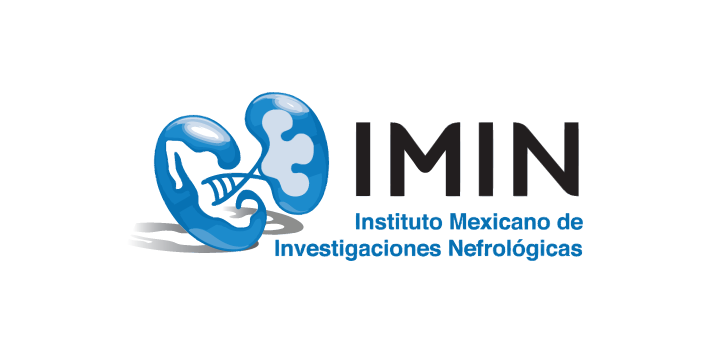 IMIN
Instituto Mexicano de
Investigaciones Nefrológicas